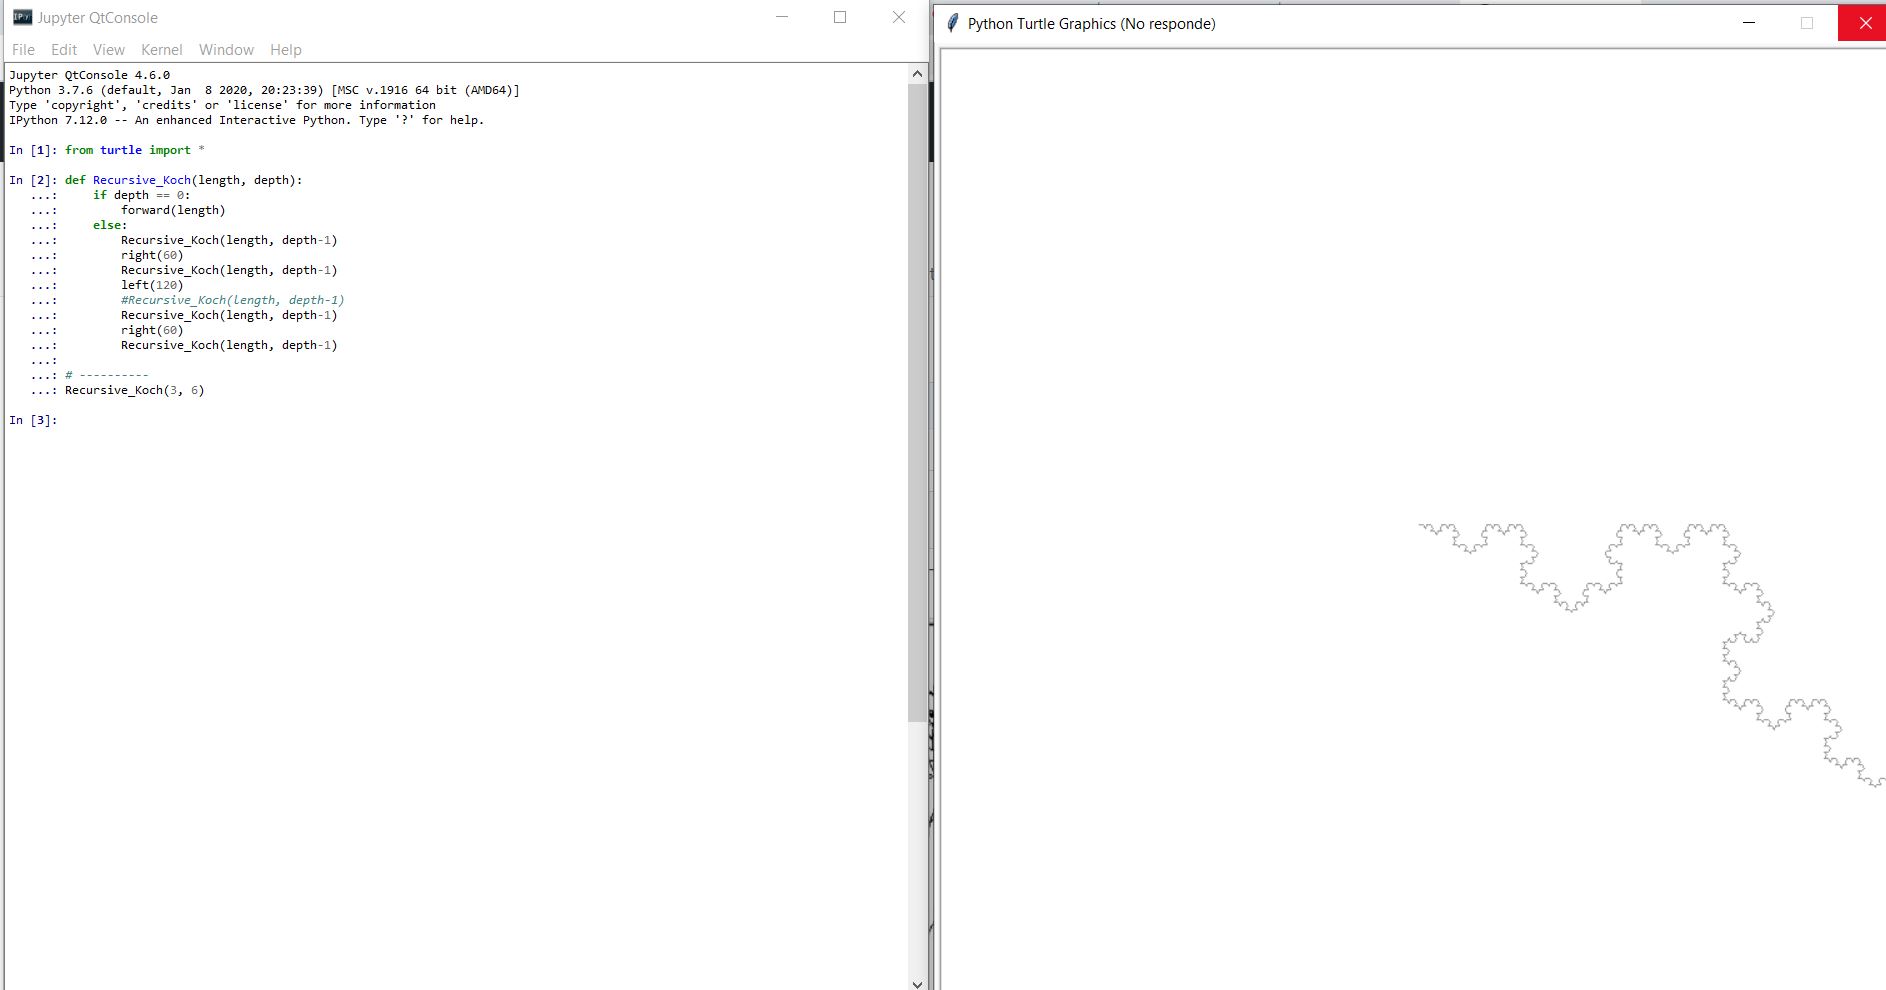 Jupyter QtConsole
File Edit View Kernel Window Help
Jupyter QtConsole 4.6.0
Python 3.7.6 (default, Jan  8 2020, 20:23:39) [MSC v.1916 64 bit (AMD64)]
Type 'copyright', 'credits' or 'license' for more information
IPython 7.12.0 -- An enhanced Interactive Python. Type '?' for help.
In [1]: from turtle import *
In [2]: def Recursive_Koch(length, depth):
   ...:     if depth == 0:
   ...:         forward(length)
   ...:     else:
   ...:         Recursive_Koch(length, depth-1)
   ...:         right(60)
   ...:         Recursive_Koch(length, depth-1)
   ...:         left(120)
   ...:         #Recursive_Koch(length, depth-1)
   ...:         Recursive_Koch(length, depth-1)
   ...:         right(60)
   ...:         Recursive_Koch(length, depth-1)
   ...:
   ...: # ----------
   ...: Recursive_Koch(3, 6)
In [3]:
Python Turtle Graphics (No responde)